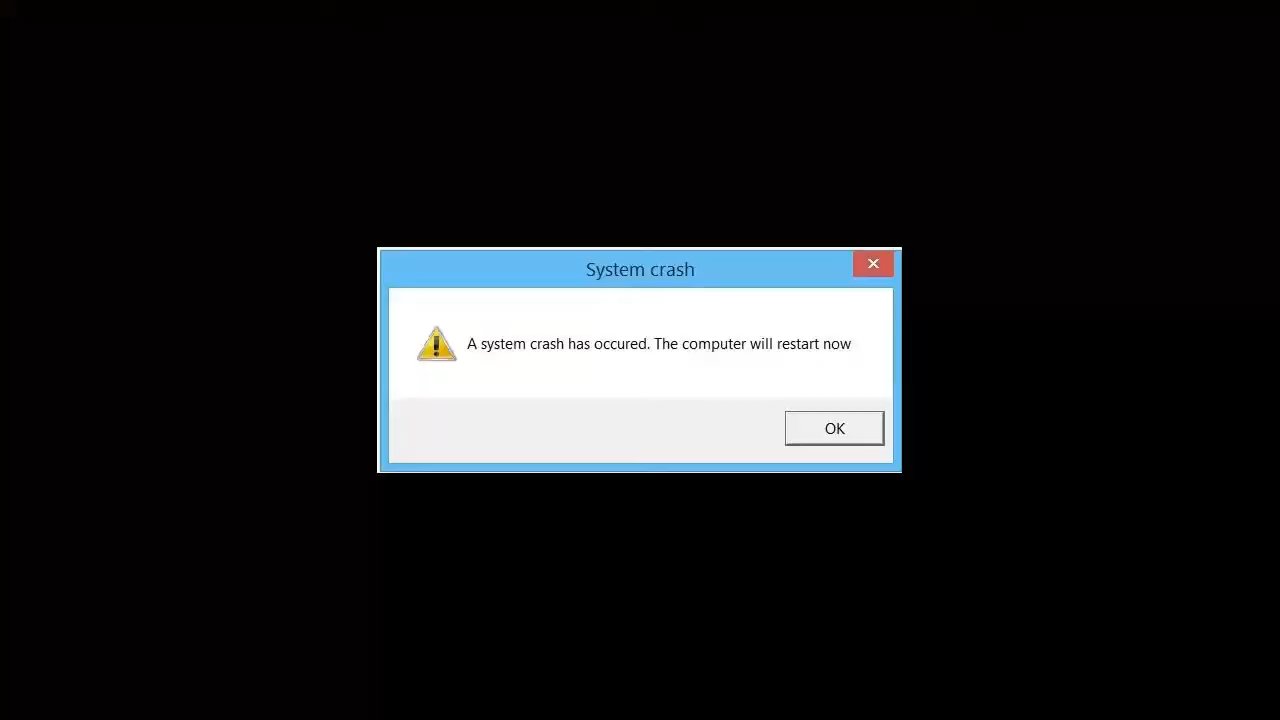 System crash
A system crash has occured. The computer will restart now
OK